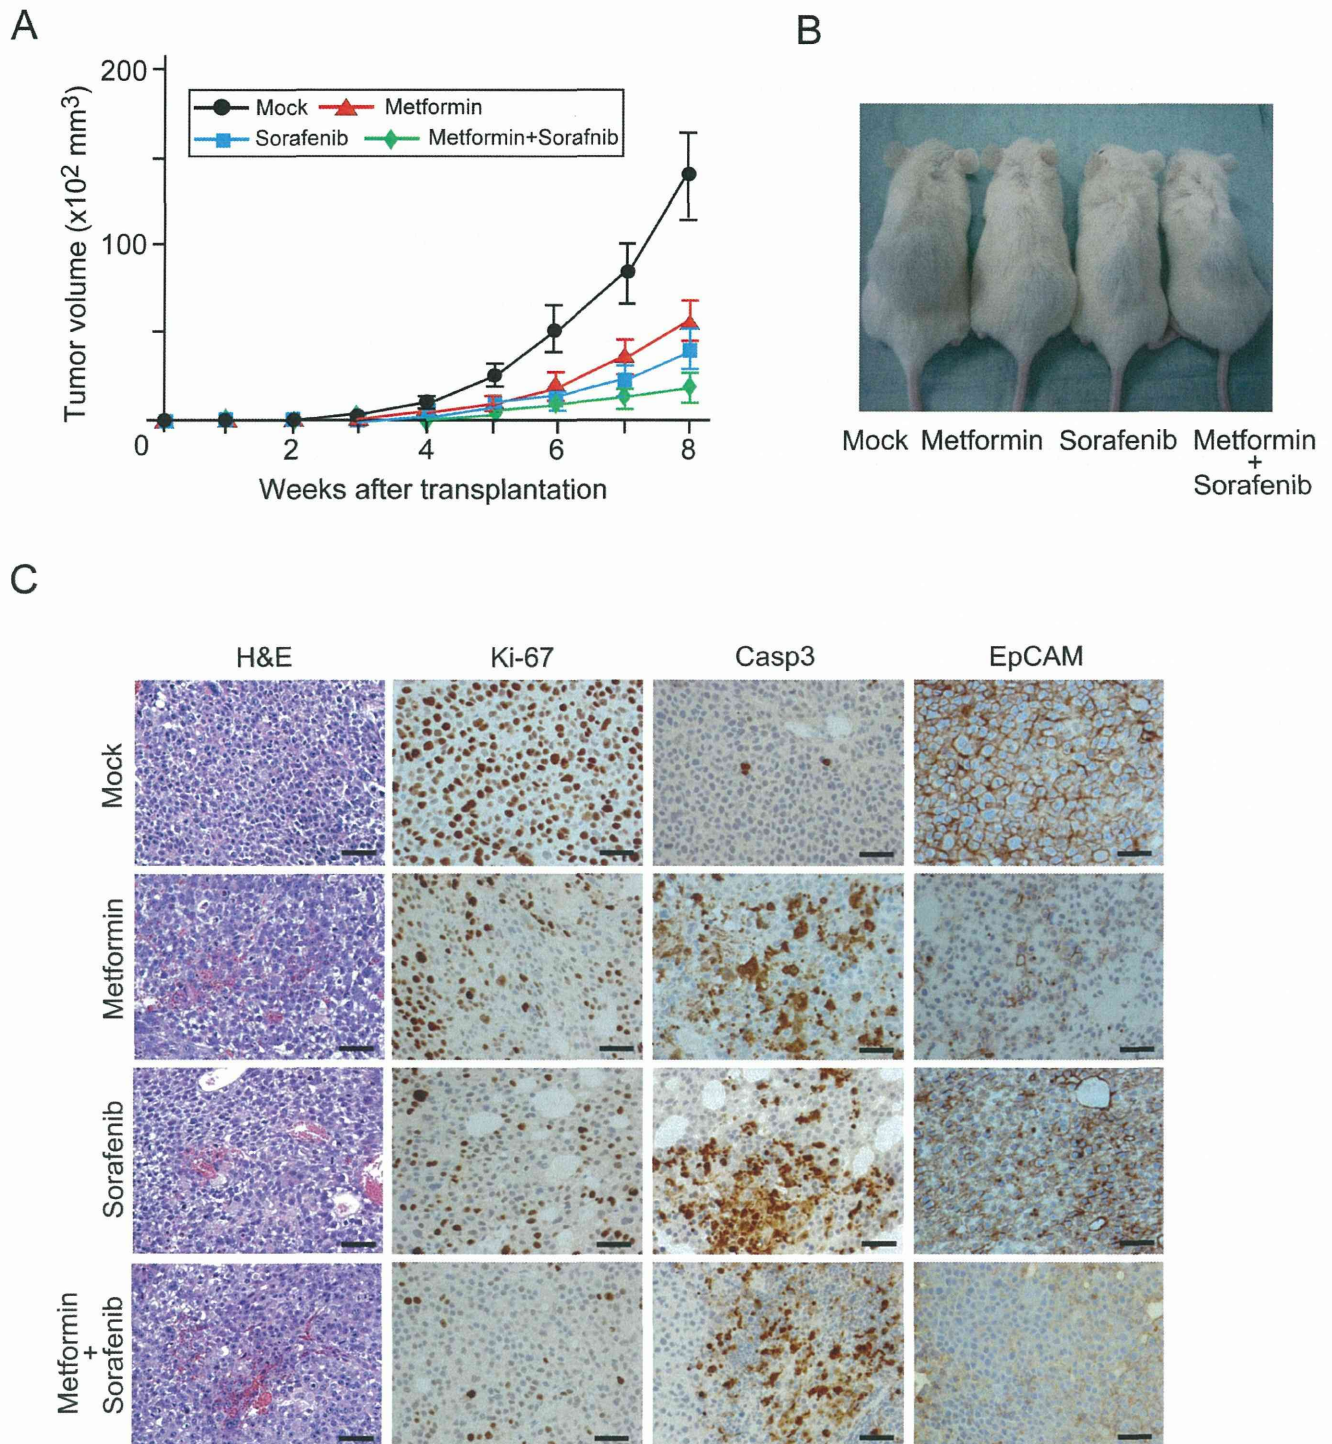 A
200
100
Tumor volume (x10² mm³)
Mock Metformin
Sorafenib Metformin+Sorafnib
0 2 4 6 8
Weeks after transplantation
B
Mock Metformin Sorafenib Metformin
+
Sorafenib
C
H&E Ki-67 Casp3 EpCAM
Mock
Metformin
Sorafenib
Metformin
+
Sorafenib